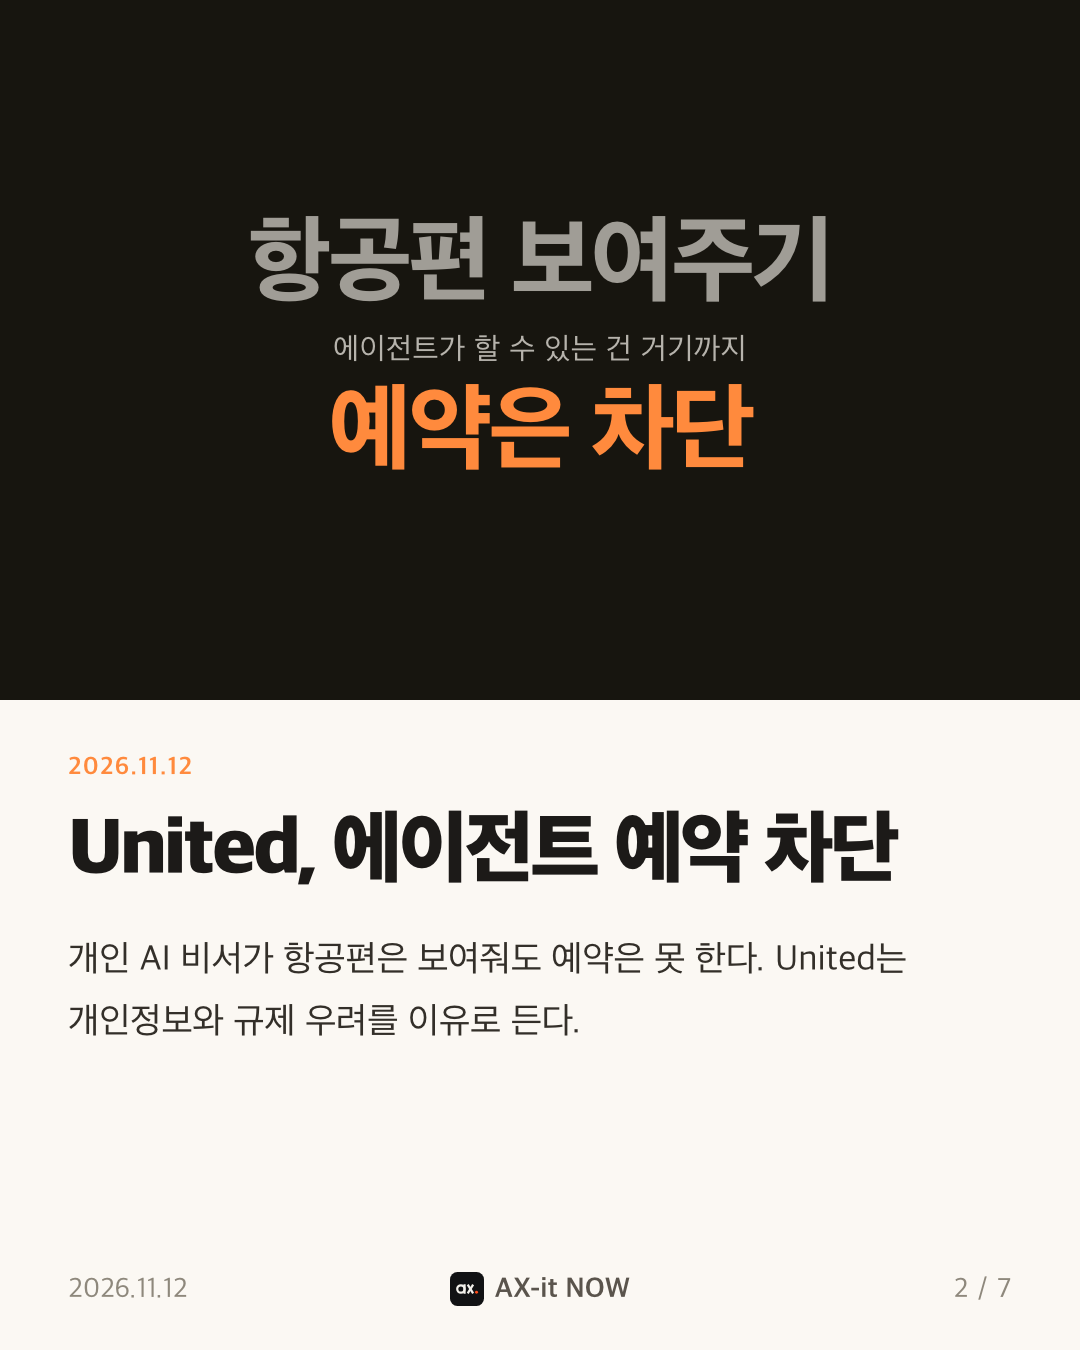 항공편 보여주기
에이전트가 할 수 있는 건 거기까지
예약은 차단
2026.11.12
United, 에이전트 예약 차단
개인 AI 비서가 항공편은 보여줘도 예약은 못 한다. United는
개인정보와 규제 우려를 이유로 든다.
2026.11.12
ax.
AX-it NOW
2 / 7